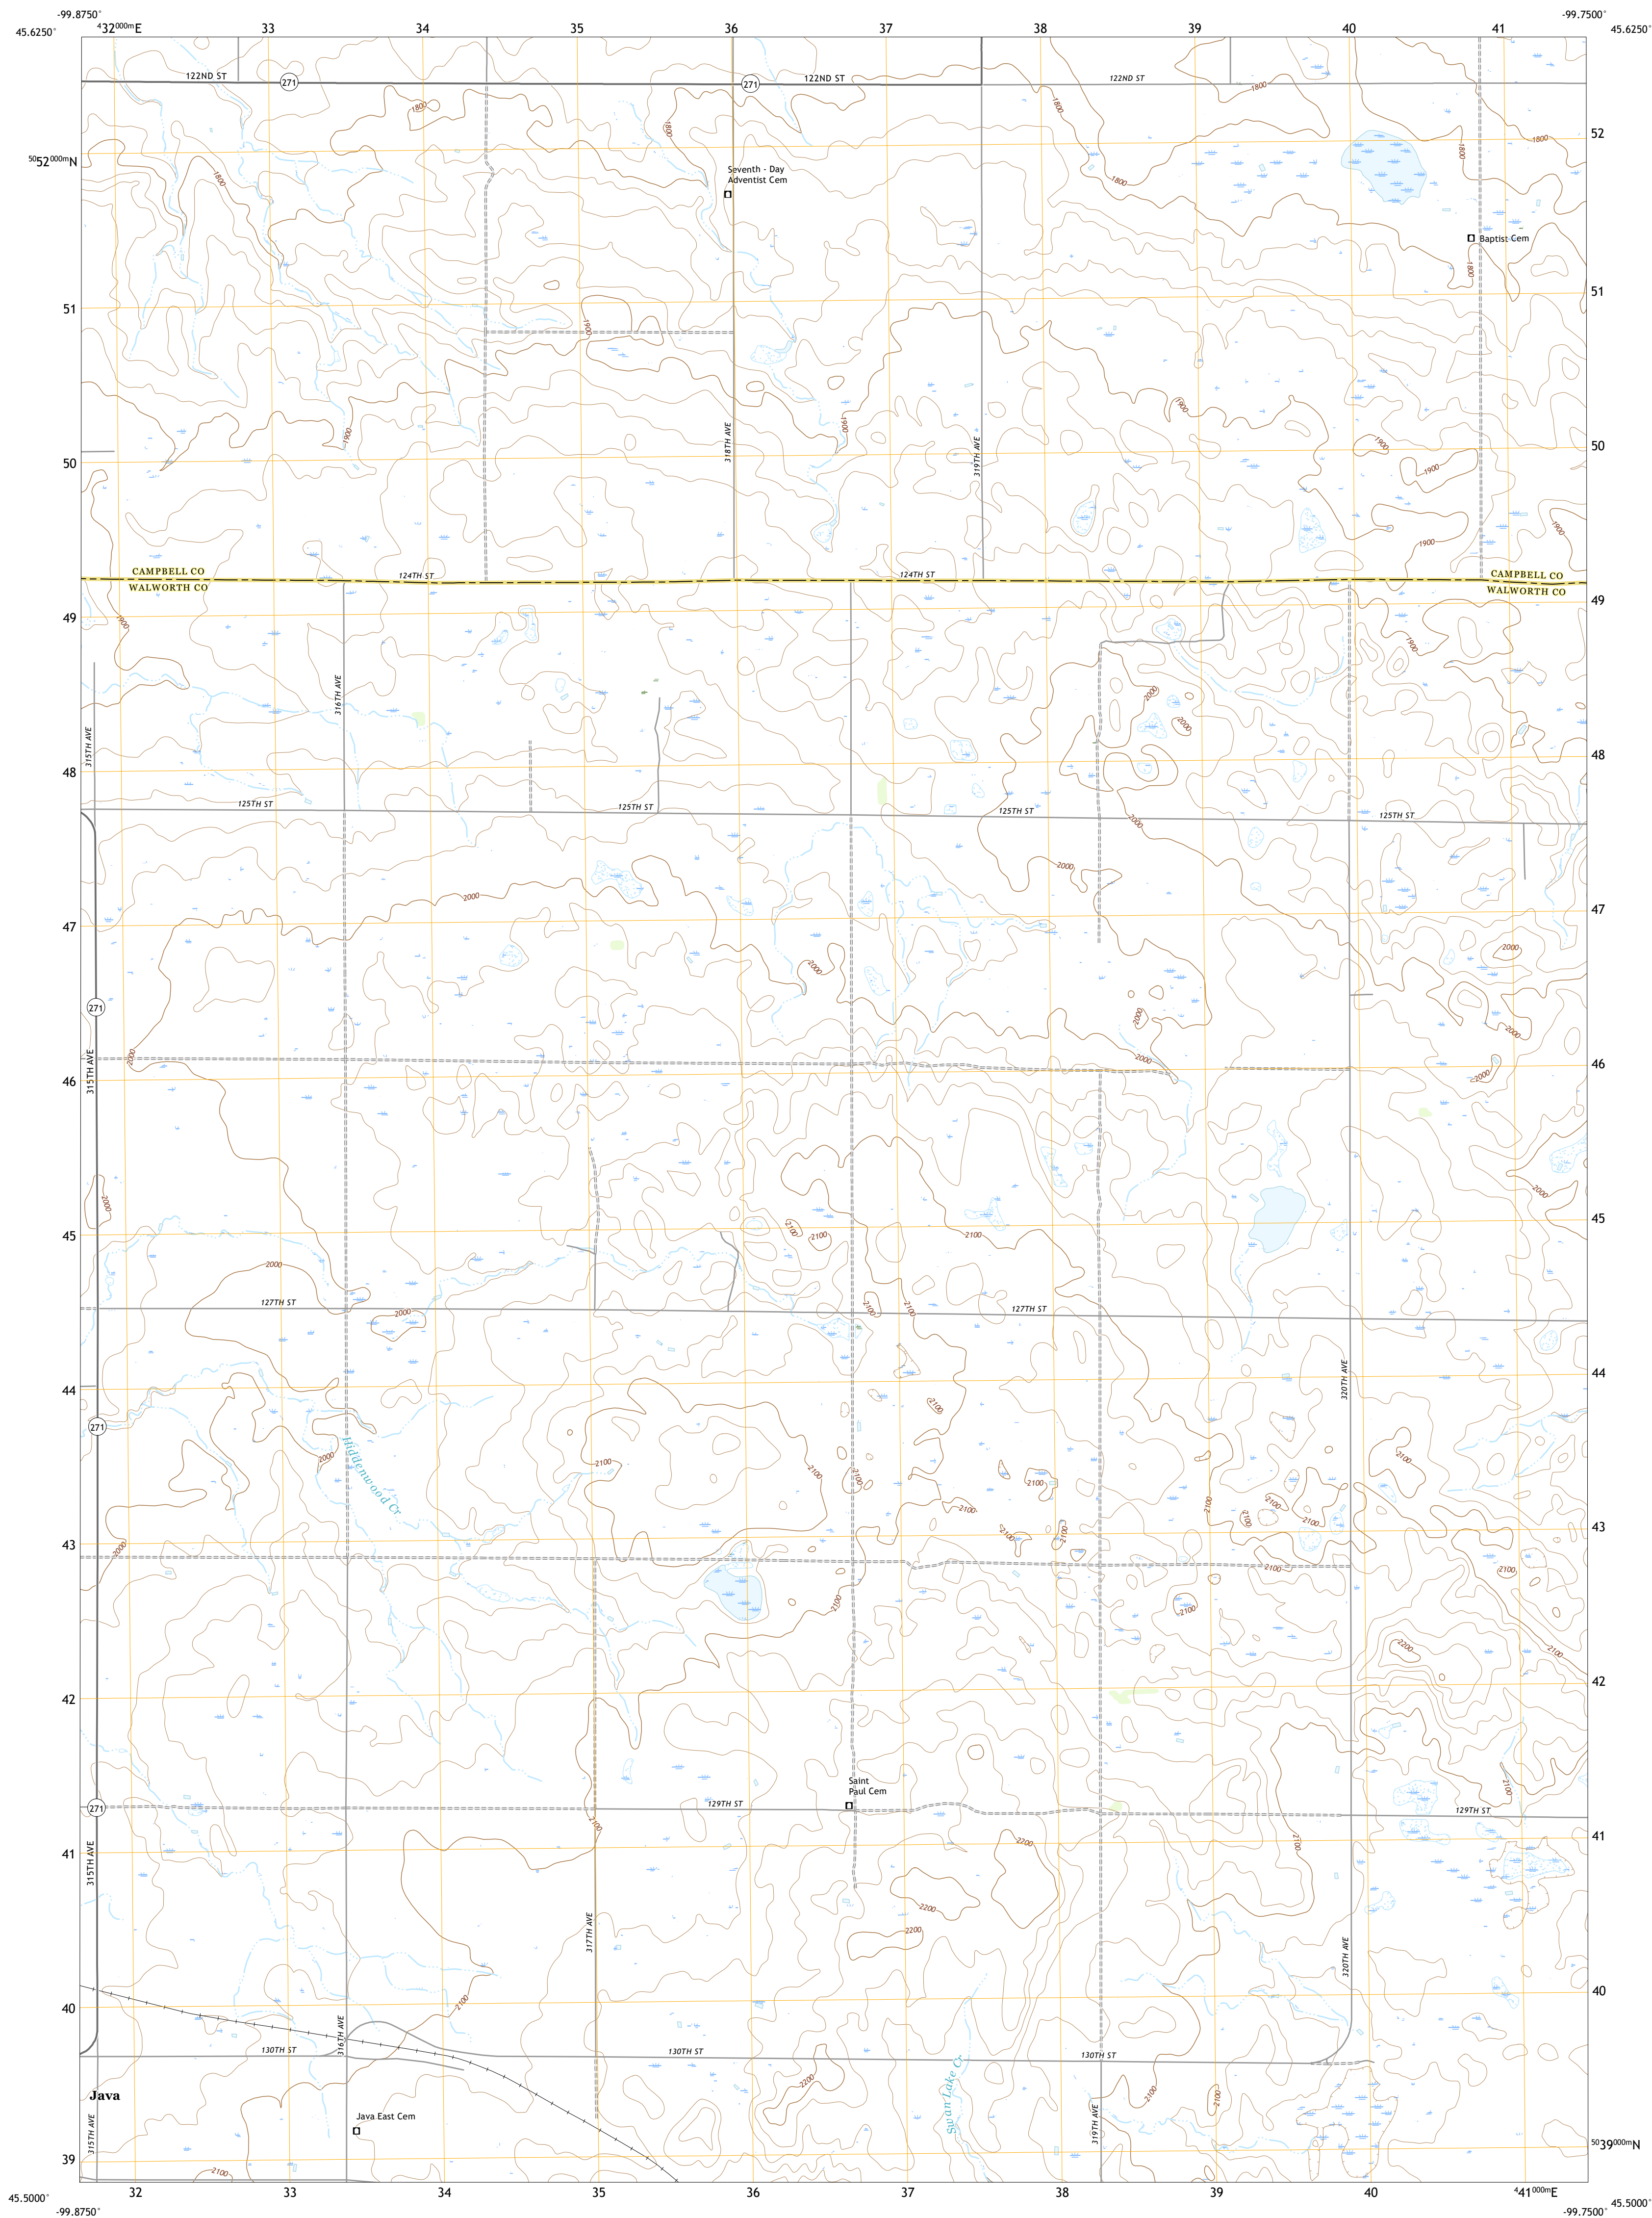 -99.8750°
-99.7500°
45.6250°
432000mE
33
34
35
36
37
38
39
40
41
45.6250°
122ND ST
271
271
122ND ST
122ND ST
1800
1800
1800
1800
1800
1800
52
5052000mN
1800
1800
Seventh - Day
Adventist Cem
1800
Baptist Cem
1800
51
51
1900
1900
1900
1900
1900
318TH AVE
319TH AVE
50
50
1900
1900
1900
1900
CAMPBELL CO
124TH ST
124TH ST
CAMPBELL CO
WALWORTH CO
WALWORTH CO
49
49
1900
1900
316TH AVE
2000
2000
315TH AVE
48
48
125TH ST
125TH ST
125TH ST
125TH ST
2000
2000
2000
47
47
2000
2000
271
2000
2000
2000
2000
315TH AVE
46
46
2000
2000
2000
45
45
2100
2100
2100
2000
127TH ST
2000
2100
2100
127TH ST
320TH AVE
44
44
2100
271
Hiddenwood Cr
2000
2100
2100
2100
2100
2100
2100
2100
2100
2100
2100
2100
2100
2100
43
43
2000
2100
2100
2100
2100
2200
2100
42
42
Saint
Paul Cem
2100
271
129TH ST
129TH ST
2100
2200
2100
41
41
315TH AVE
2200
2200
317TH AVE
320TH AVE
40
40
2100
316TH AVE
130TH ST
130TH ST
130TH ST
Java
2200
Swan Lake Cr
2100
2100
Java East Cem
315TH AVE
319TH AVE
39
5039000mN
2100
45.5000°
32
33
34
35
36
37
38
39
40
441000mE
45.5000°
-99.8750°
-99.7500°